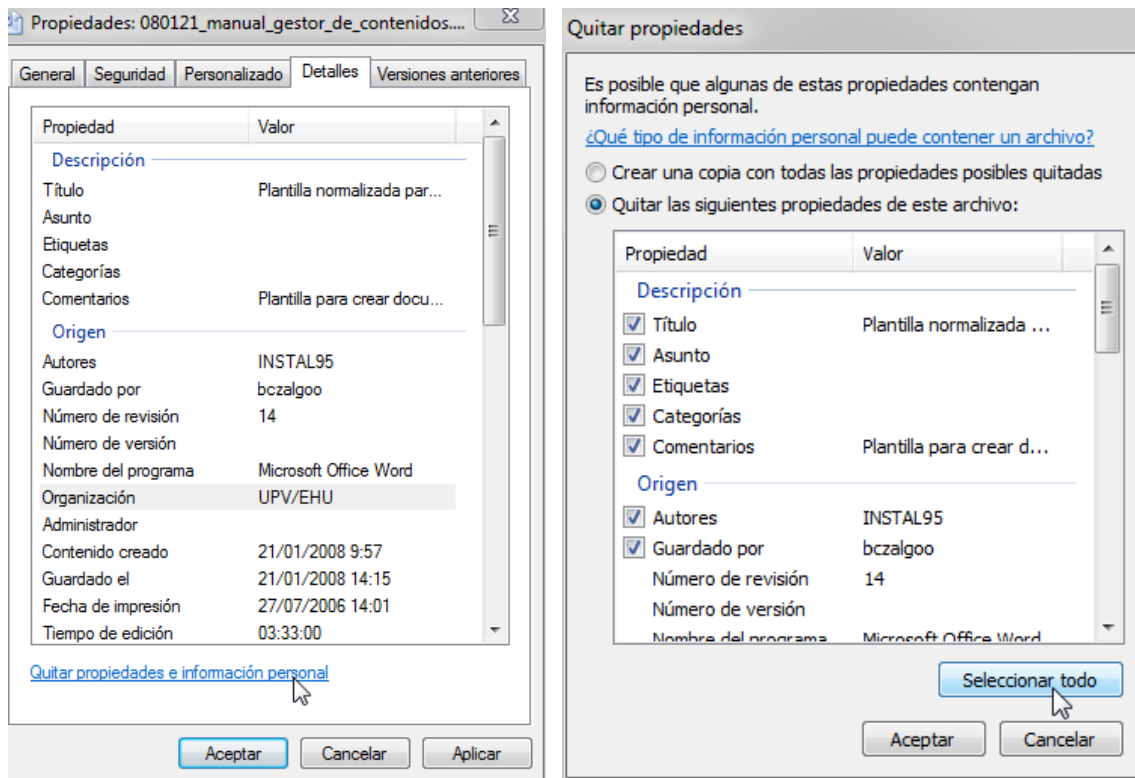 Propiedades: 080121_manual_gestor_de_contenidos....
General Seguridad Personalizado Detalles Versiones anteriores
Propiedad Valor
Descripción
Título Plantilla normalizada par...
Asunto
Etiquetas
Categorías
Comentarios Plantilla para crear docu...
Origen
Autores INSTAL95
Guardado por bczalgoo
Número de revisión 14
Número de versión
Nombre del programa Microsoft Office Word
Organización UPV/EHU
Administrador
Contenido creado 21/01/2008 9:57
Guardado el 21/01/2008 14:15
Fecha de impresión 27/07/2006 14:01
Tiempo de edición 03:33:00
Quitar propiedades e información personal
Aceptar Cancelar Aplicar
Quitar propiedades
Es posible que algunas de estas propiedades contengan
información personal.
¿Qué tipo de información personal puede contener un archivo?
Crear una copia con todas las propiedades posibles quitadas
Quitar las siguientes propiedades de este archivo:
Propiedad Valor
Descripción
Título Plantilla normalizada ...
Asunto
Etiquetas
Categorías
Comentarios Plantilla para crear d...
Origen
Autores INSTAL95
Guardado por bczalgoo
Número de revisión 14
Número de versión
Nombre del programa Microsoft Office Word
Seleccionar todo
Aceptar Cancelar